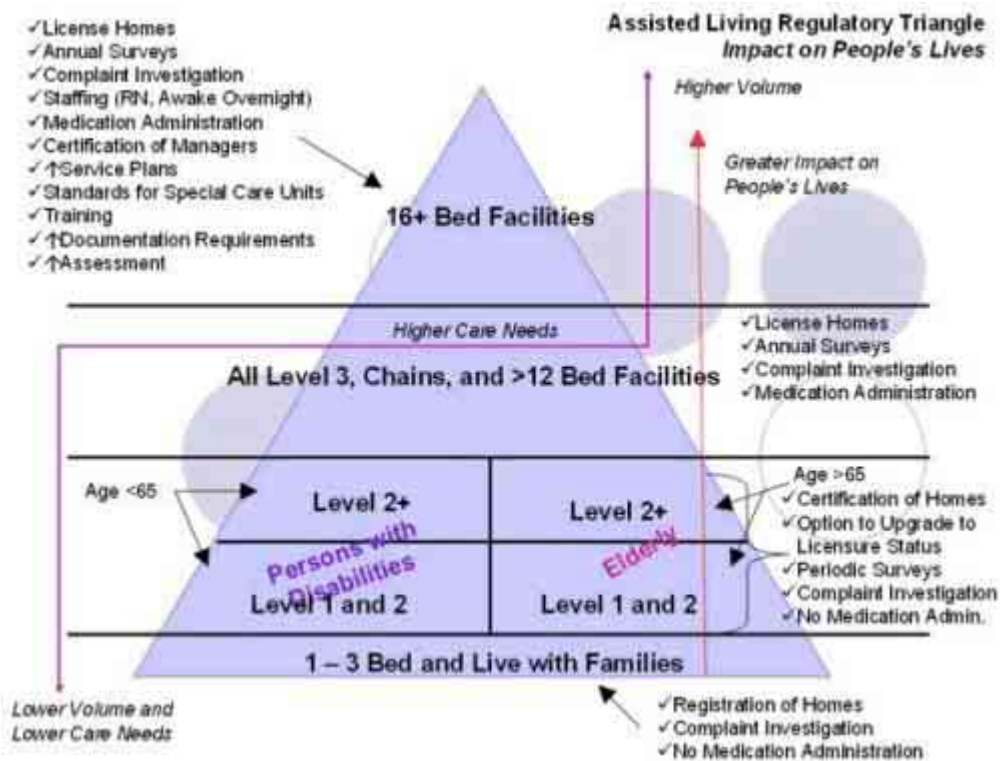 Assisted Living Regulatory Triangle
Impact on People's Lives
✓License Homes
✓Annual Surveys
✓Complaint Investigation
✓Staffing (RN, Awake Overnight)
✓Medication Administration
✓Certification of Managers
✓↑Service Plans
✓Standards for Special Care Units
✓Training
✓↑Documentation Requirements
✓↑Assessment
Higher Volume
Greater Impact on
People's Lives
16+ Bed Facilities
Higher Care Needs
✓License Homes
✓Annual Surveys
✓Complaint Investigation
✓Medication Administration
All Level 3, Chains, and >12 Bed Facilities
Age <65
Level 2+
Level 2+
Persons with
Disabilities
Elderly
Level 1 and 2
Level 1 and 2
Age >65
✓Certification of Homes
✓Option to Upgrade to
Licensure Status
✓Periodic Surveys
✓Complaint Investigation
✓No Medication Admin.
1 – 3 Bed and Live with Families
Lower Volume and
Lower Care Needs
✓Registration of Homes
✓Complaint Investigation
✓No Medication Administration